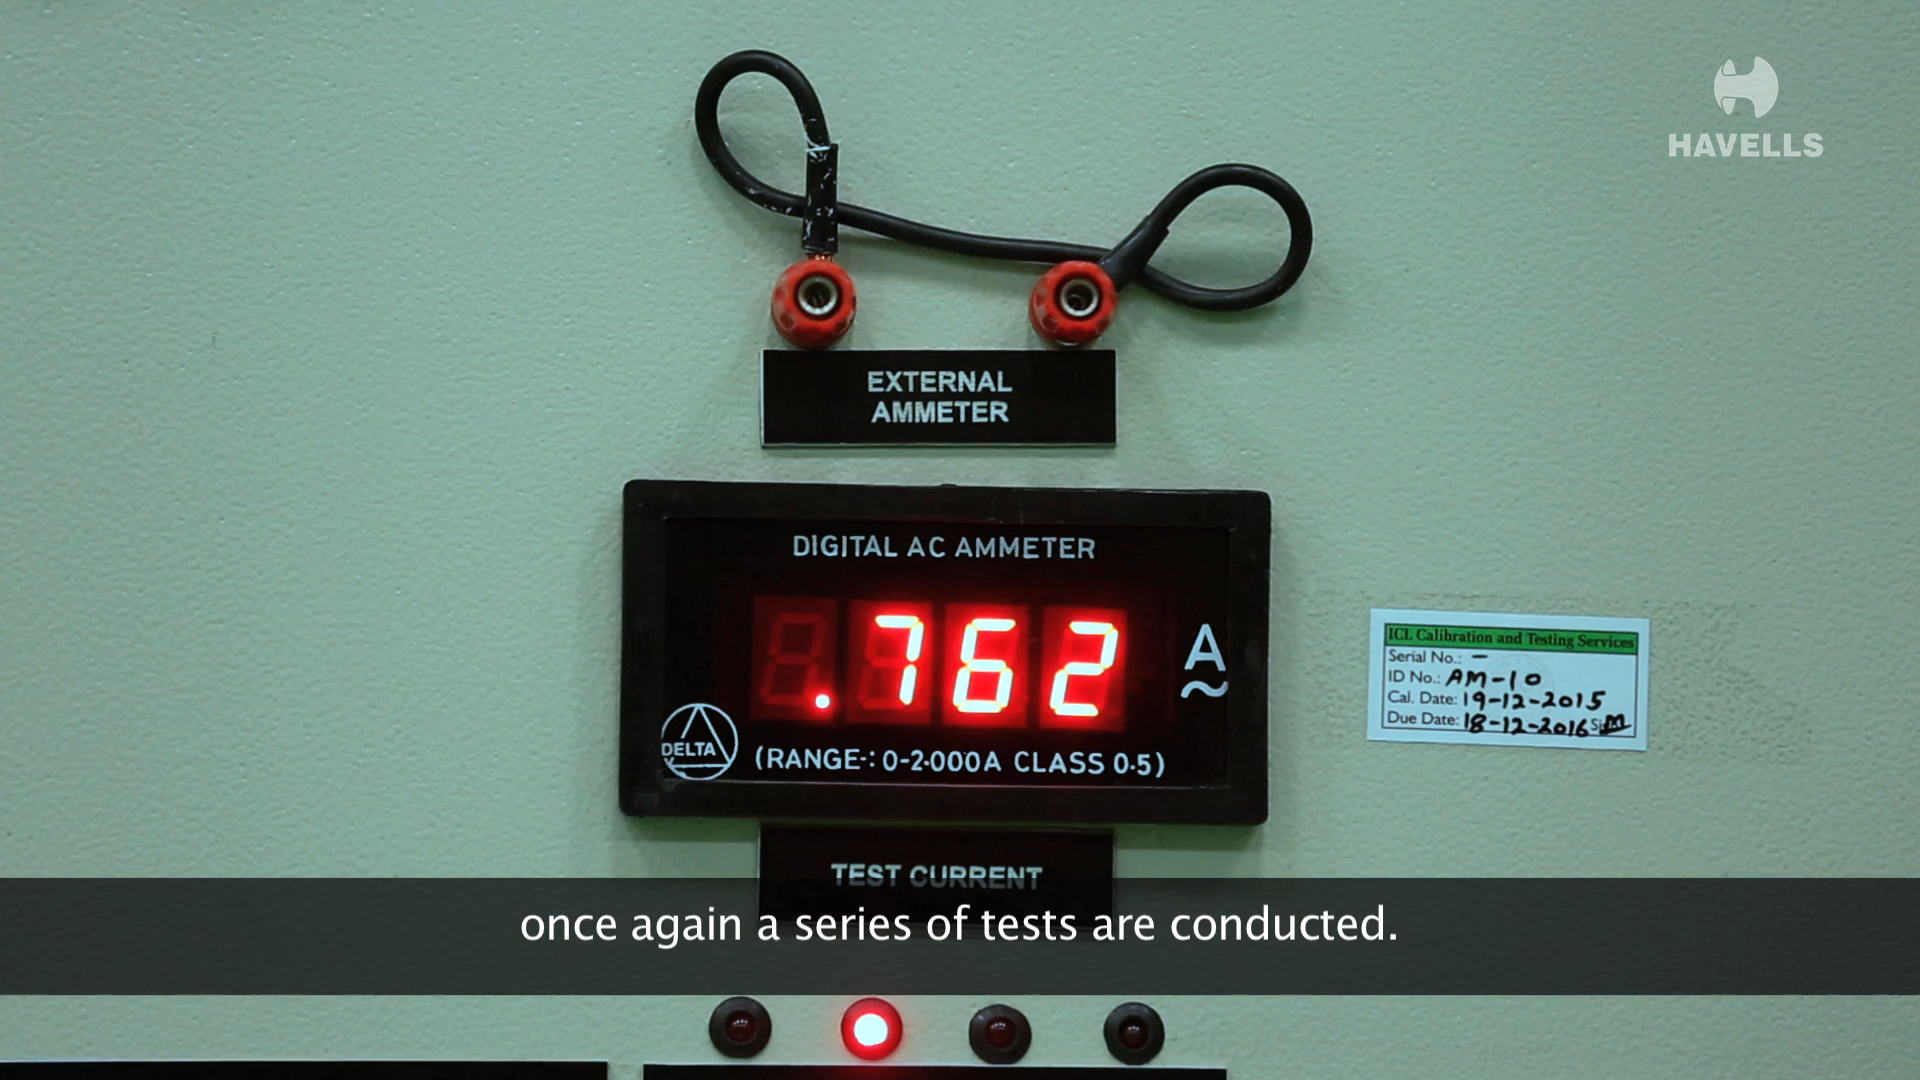 HAVELLS
EXTERNAL
AMMETER
DIGITAL AC AMMETER
.762
A
~
DELTA
(RANGE-: 0-2.000A CLASS 0.5)
ICL Calibration and Testing Services
Serial No.: -
ID No.: AM-10
Cal. Date: 19-12-2015
Due Date: 18-12-2016
TEST CURRENT
once again a series of tests are conducted.